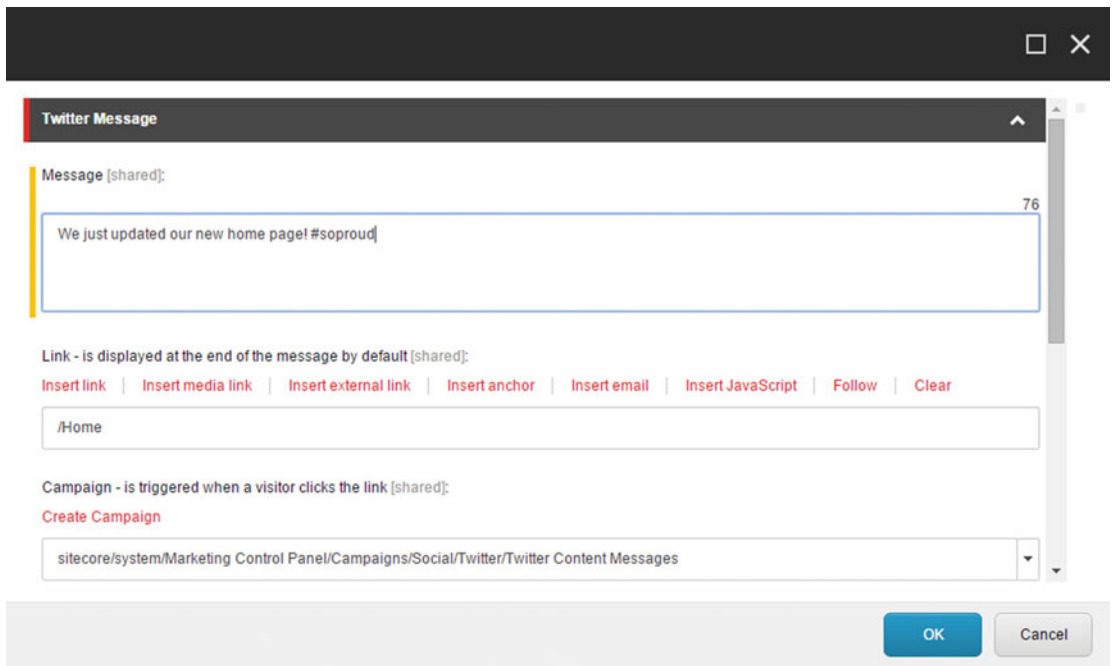 Twitter Message
Message [shared]:
76
We just updated our new home page! #soproud
Link - is displayed at the end of the message by default [shared]:
Insert link | Insert media link | Insert external link | Insert anchor | Insert email | Insert JavaScript | Follow | Clear
/Home
Campaign - is triggered when a visitor clicks the link [shared]:
Create Campaign
sitecore/system/Marketing Control Panel/Campaigns/Social/Twitter/Twitter Content Messages
OK Cancel